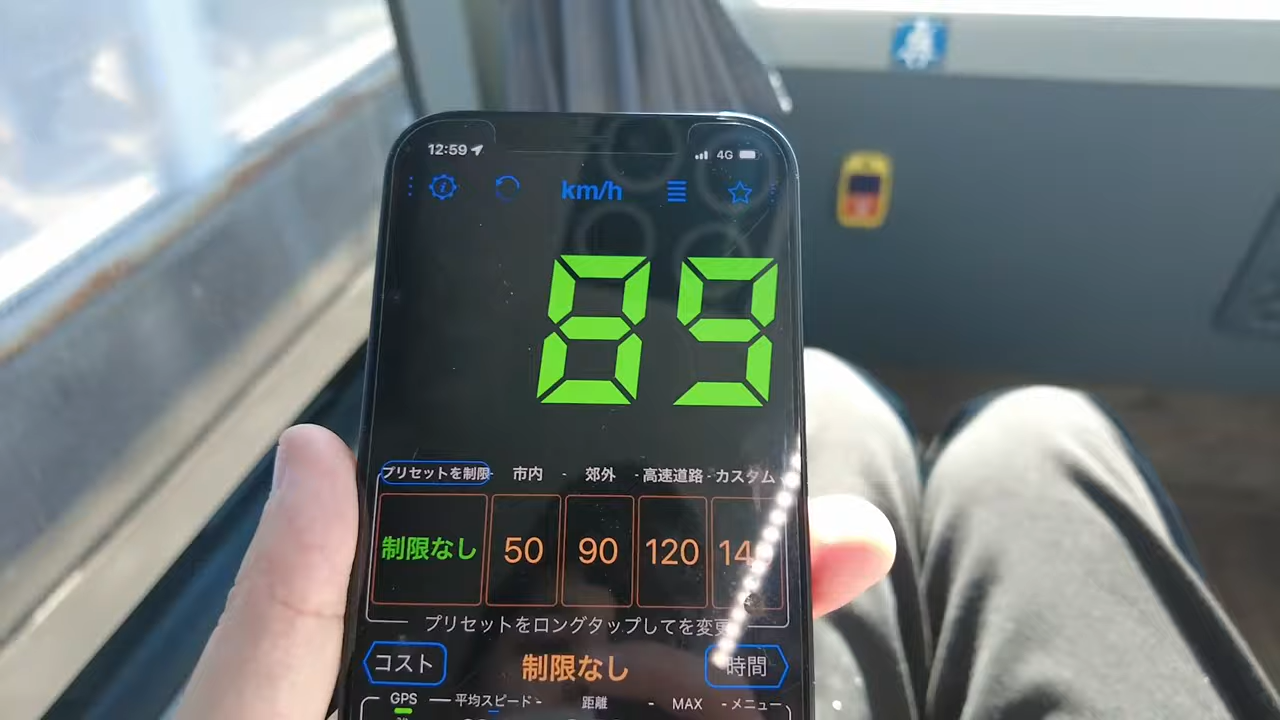 12:59 4G
km/h
89
プリセットを制限 - 市内 - 郊外 - 高速道路 - カスタム
制限なし 50 90 120
プリセットをロングタップしてを変更
コスト 制限なし 時間
GPS 平均スピード - 距離 - MAX - メニュー